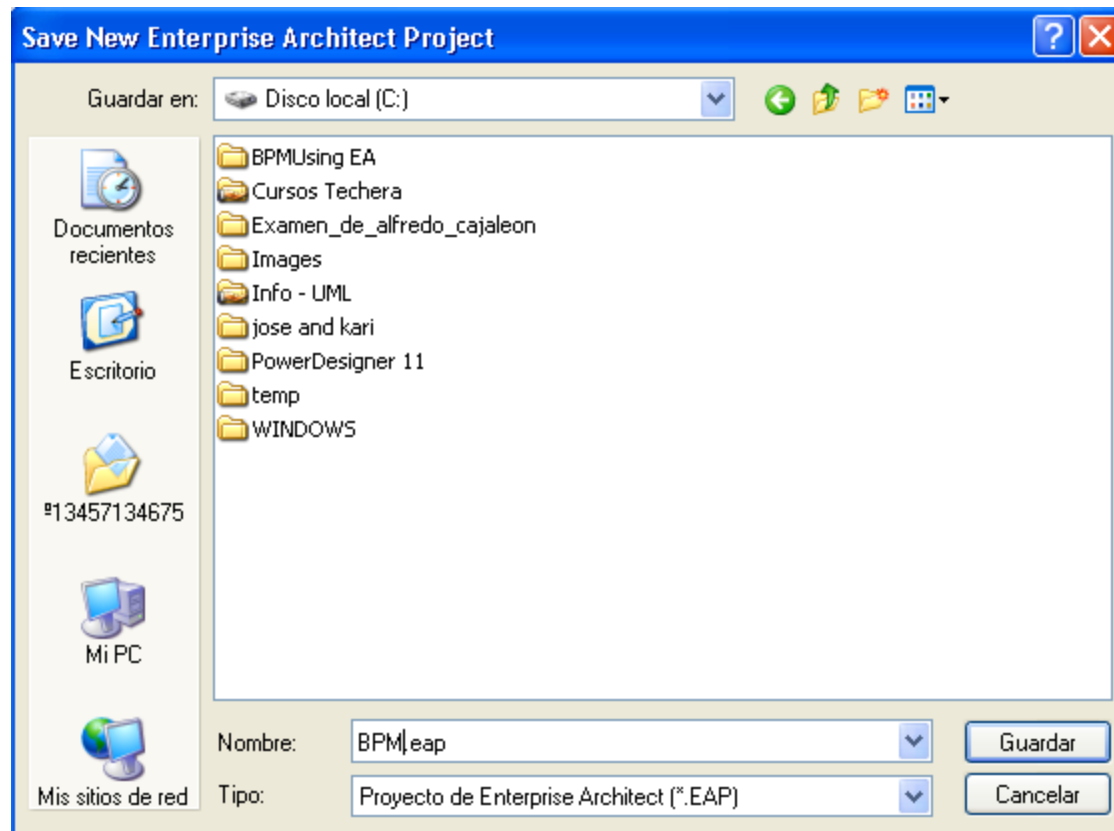 Save New Enterprise Architect Project
Guardar en:
Disco local (C:)
Documentos
recientes
Escritorio
º13457134675
Mi PC
Mis sitios de red
BPMUsing EA
Cursos Techera
Examen_de_alfredo_cajaleon
Images
Info - UML
jose and kari
PowerDesigner 11
temp
WINDOWS
Nombre:
BPM.eap
Guardar
Tipo:
Proyecto de Enterprise Architect (*.EAP)
Cancelar